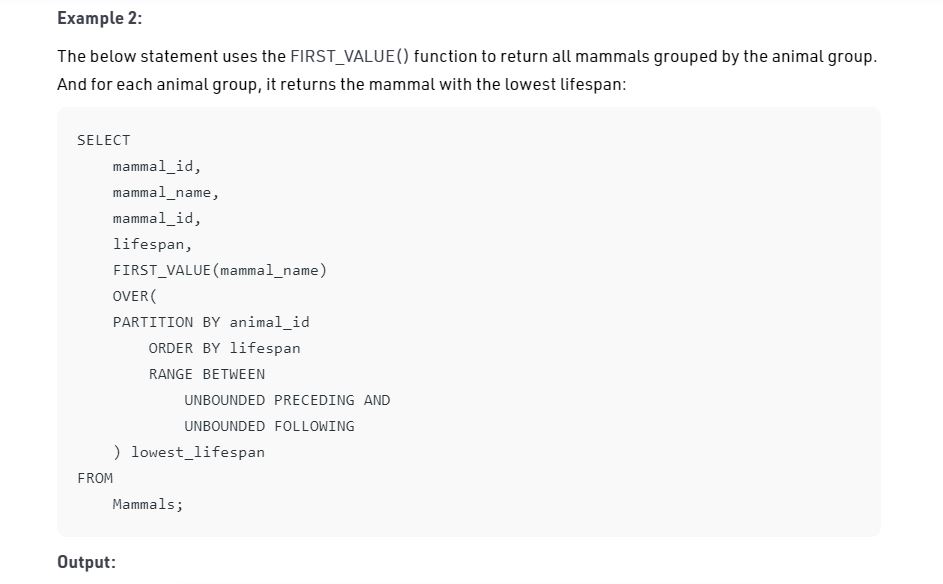 Example 2:
The below statement uses the FIRST_VALUE() function to return all mammals grouped by the animal group.
And for each animal group, it returns the mammal with the lowest lifespan:
SELECT
    mammal_id,
    mammal_name,
    mammal_id,
    lifespan,
    FIRST_VALUE(mammal_name)
    OVER(
    PARTITION BY animal_id
        ORDER BY lifespan
        RANGE BETWEEN
            UNBOUNDED PRECEDING AND
            UNBOUNDED FOLLOWING
    ) lowest_lifespan
FROM
    Mammals;
Output: